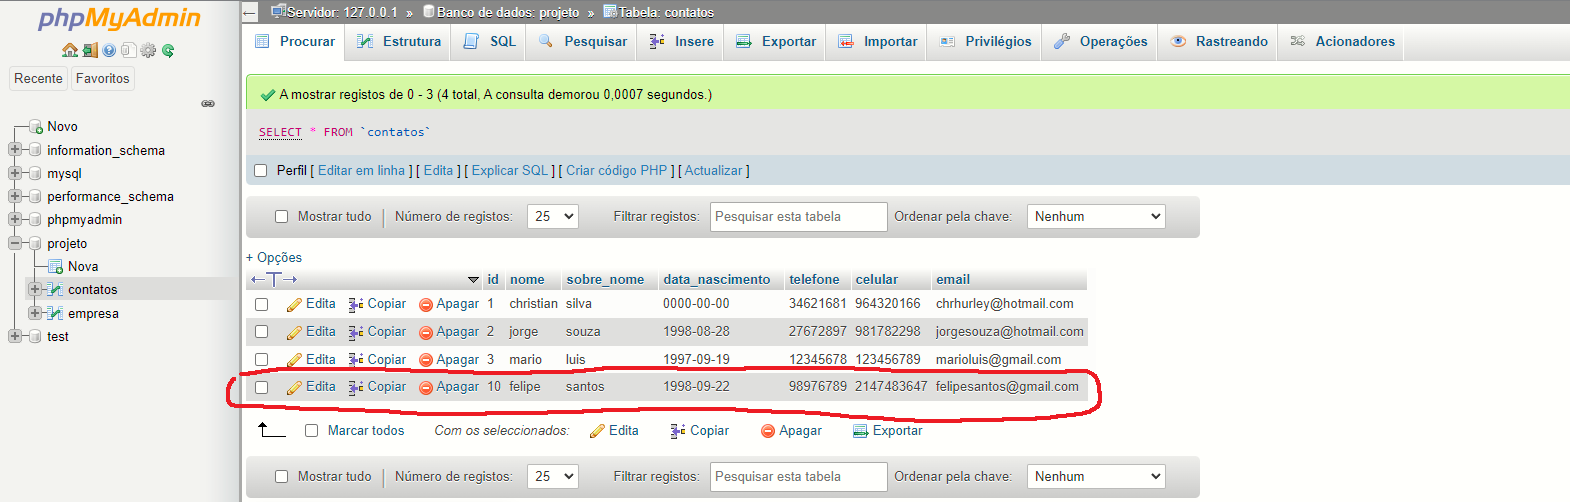 phpMyAdmin
Recente Favoritos
Novo
information_schema
mysql
performance_schema
phpmyadmin
projeto
Nova
contatos
empresa
test
Servidor: 127.0.0.1 » Banco de dados: projeto » Tabela: contatos
Procurar Estrutura SQL Pesquisar Insere Exportar Importar Privilégios Operações Rastreando Acionadores
A mostrar registos de 0 - 3 (4 total, A consulta demorou 0,0007 segundos.)
SELECT * FROM `contatos`
Perfil [ Editar em linha ] [ Edita ] [ Explicar SQL ] [ Criar código PHP ] [ Actualizar ]
Mostrar tudo Número de registos: 25 Filtrar registos: Pesquisar esta tabela Ordenar pela chave: Nenhum
+ Opções
←T→ id nome sobre_nome data_nascimento telefone celular email
Edita Copiar Apagar 1 christian silva 0000-00-00 34621681 964320166 chrhurley@hotmail.com
Edita Copiar Apagar 2 jorge souza 1998-08-28 27672897 981782298 jorgesouza@hotmail.com
Edita Copiar Apagar 3 mario luis 1997-09-19 12345678 123456789 marioluis@gmail.com
Edita Copiar Apagar 10 felipe santos 1998-09-22 98976789 2147483647 felipesantos@gmail.com
Marcar todos Com os seleccionados: Edita Copiar Apagar Exportar
Mostrar tudo Número de registos: 25 Filtrar registos: Pesquisar esta tabela Ordenar pela chave: Nenhum